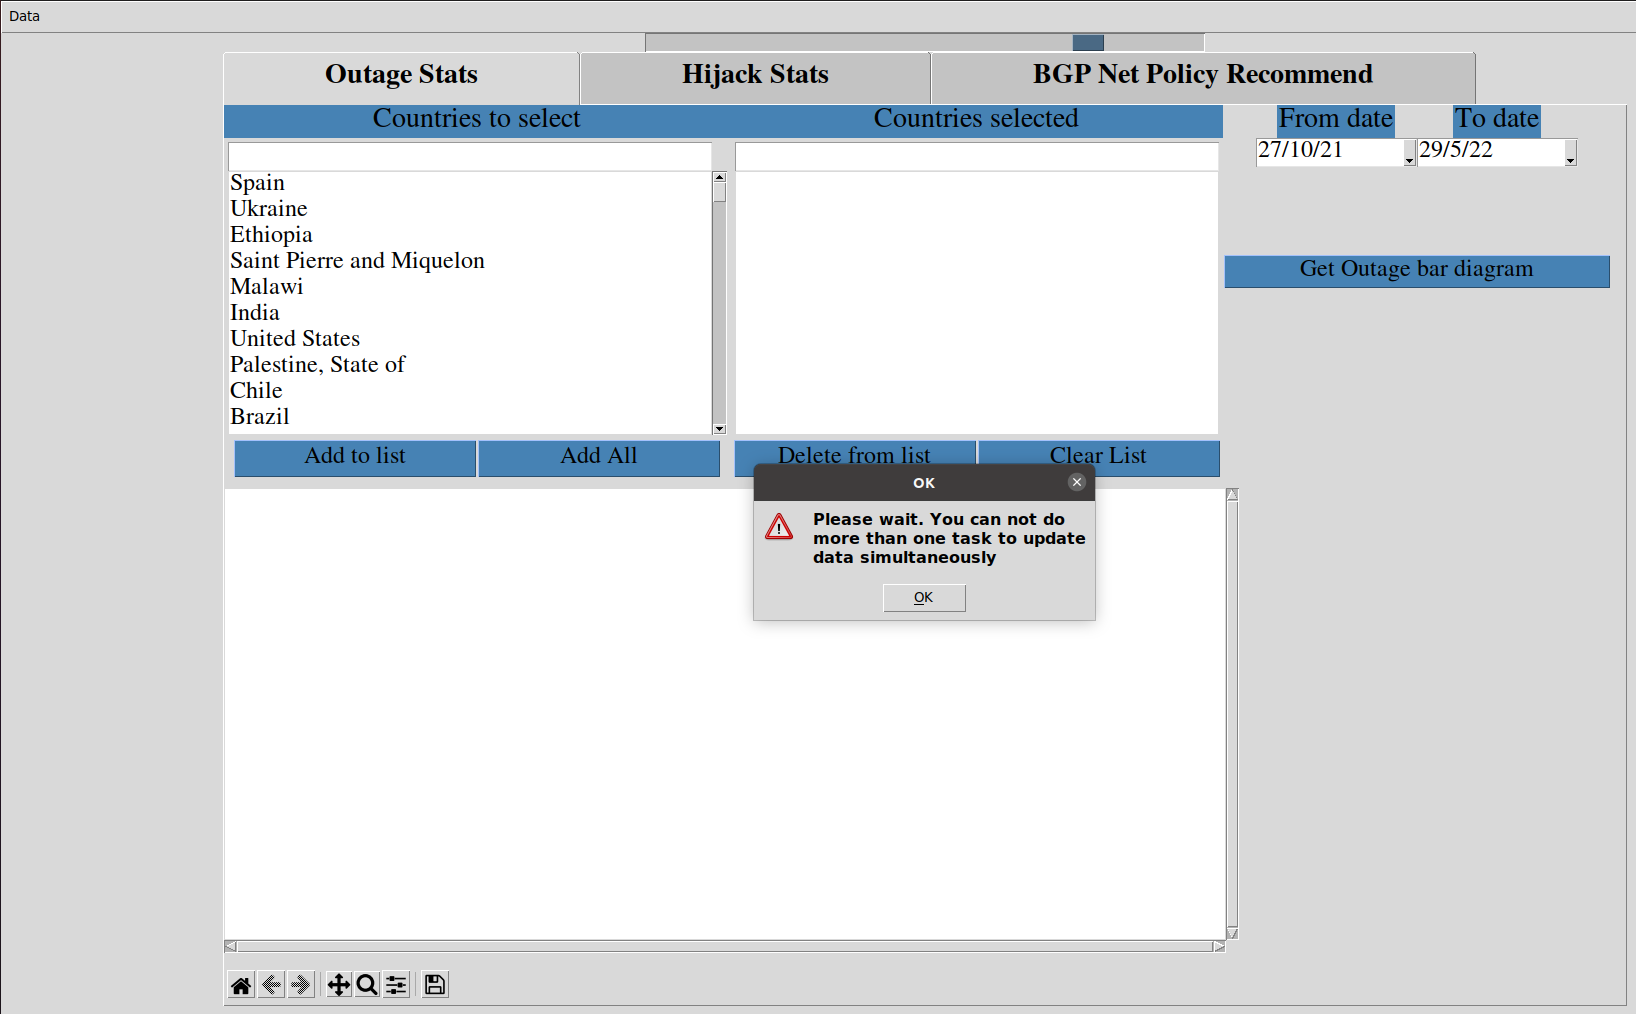 Data
Outage Stats
Hijack Stats
BGP Net Policy Recommend
Countries to select
Countries selected
From date
To date
27/10/21
29/5/22
Spain
Ukraine
Ethiopia
Saint Pierre and Miquelon
Malawi
India
United States
Palestine, State of
Chile
Brazil
Get Outage bar diagram
Add to list
Add All
Delete from list
Clear List
OK
Please wait. You can not do
more than one task to update
data simultaneously
OK